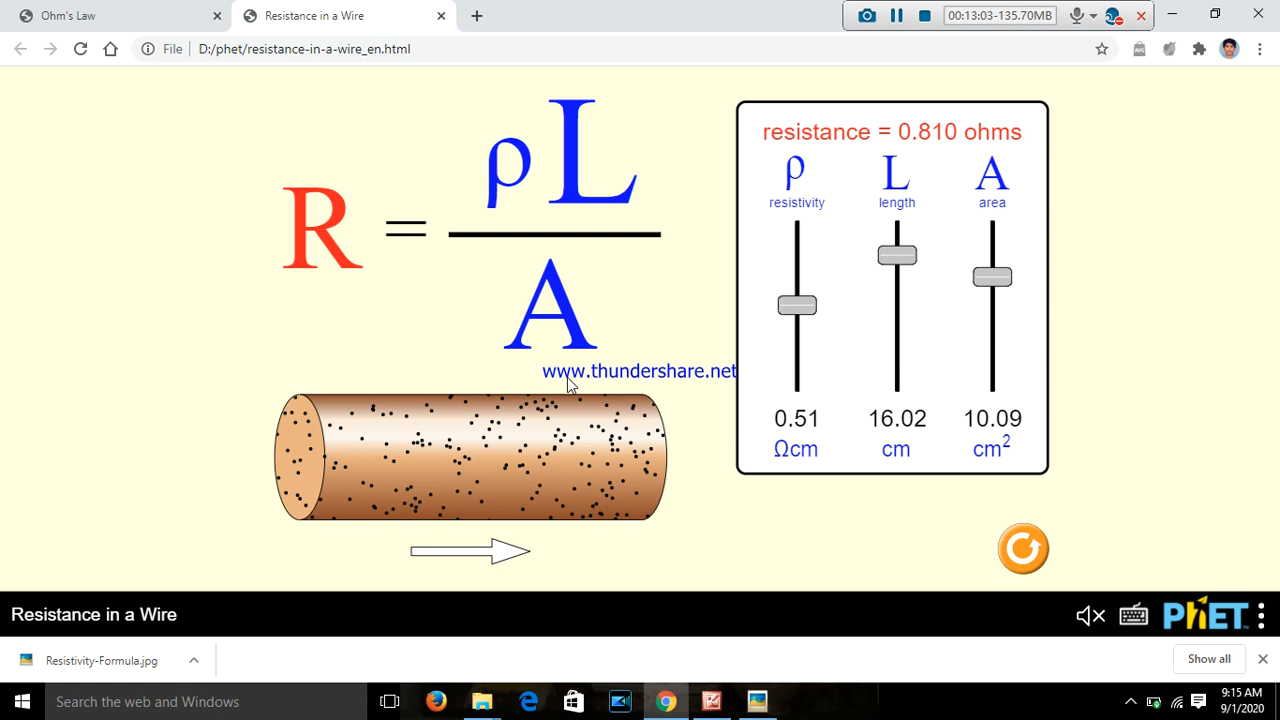 Ohm's Law
Resistance in a Wire
00:13:03-135.70MB
File
D:/phet/resistance-in-a-wire_en.html
AVG
R = ρL / A
www.thundershare.net
resistance = 0.810 ohms
ρ L A
resistivity length area
0.51 16.02 10.09
Ωcm cm cm²
Resistance in a Wire
PhET
Resistivity-Formula.jpg
Show all
Search the web and Windows
9:15 AM
9/1/2020